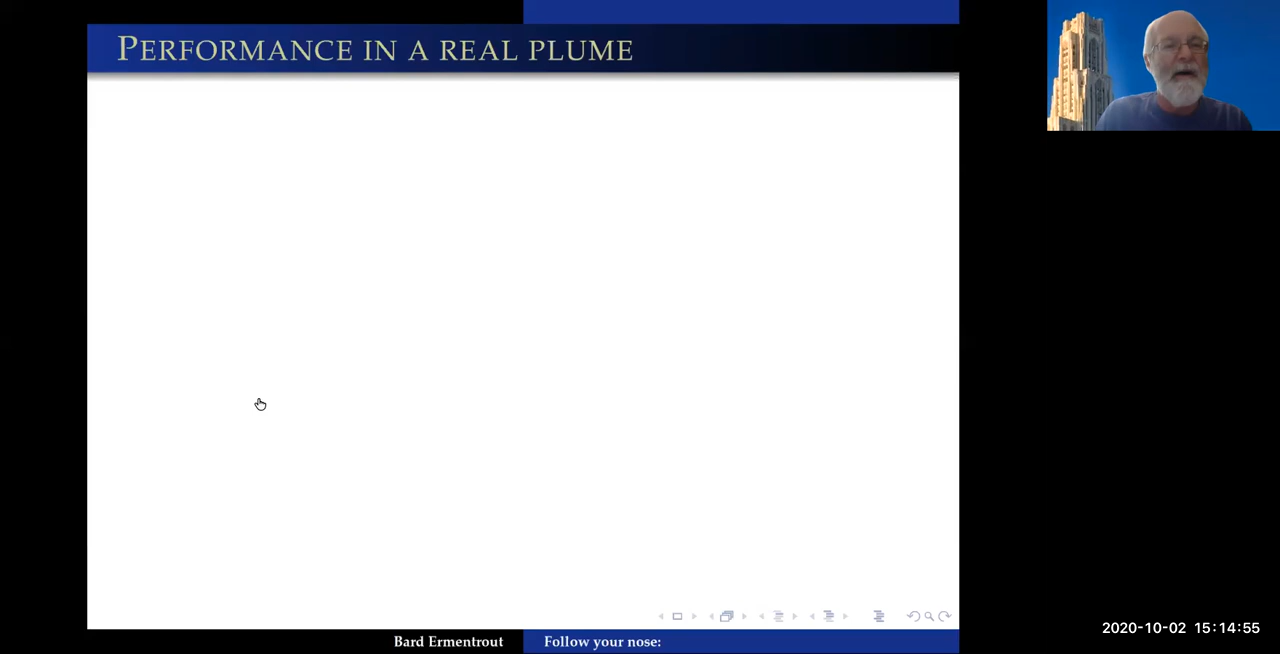 PERFORMANCE IN A REAL PLUME
Bard Ermentrout
Follow your nose:
2020-10-02 15:14:55